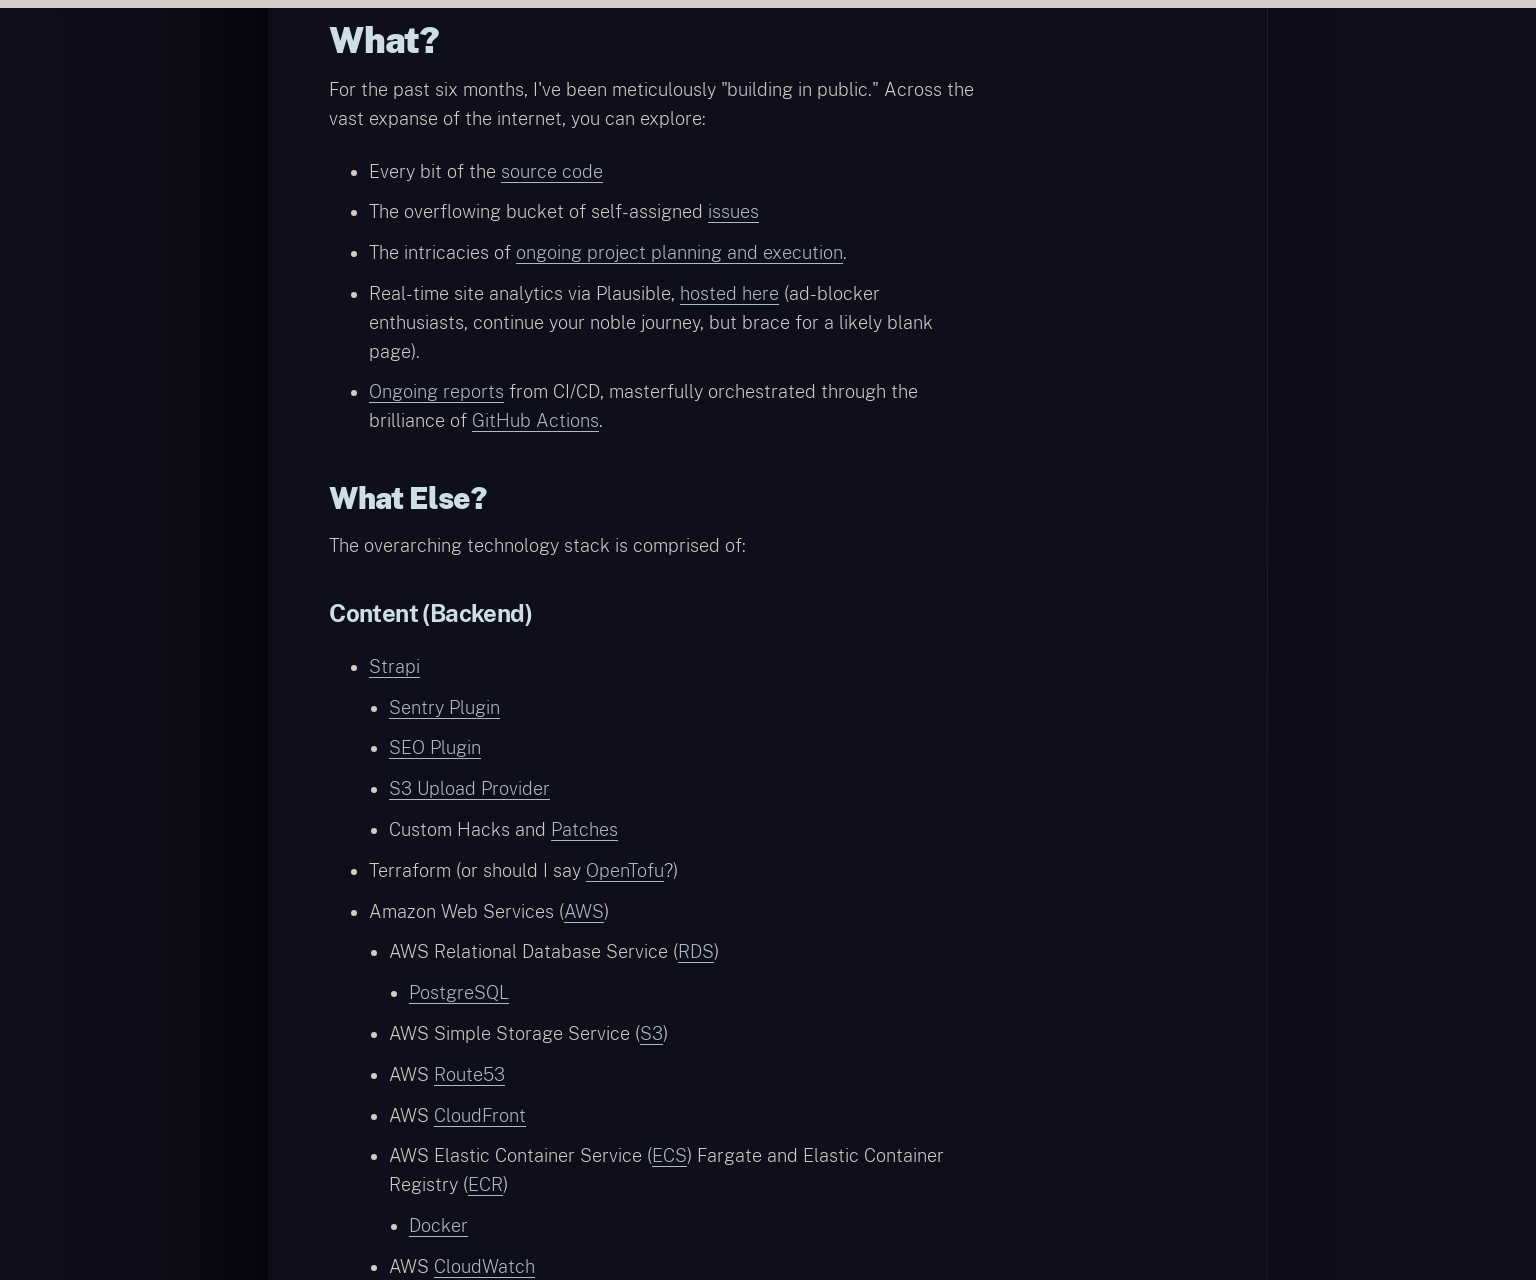 What?
For the past six months, I've been meticulously "building in public." Across the
vast expanse of the internet, you can explore:
Every bit of the source code
The overflowing bucket of self-assigned issues
The intricacies of ongoing project planning and execution.
Real-time site analytics via Plausible, hosted here (ad-blocker
enthusiasts, continue your noble journey, but brace for a likely blank
page).
Ongoing reports from CI/CD, masterfully orchestrated through the
brilliance of GitHub Actions.
What Else?
The overarching technology stack is comprised of:
Content (Backend)
Strapi
Sentry Plugin
SEO Plugin
S3 Upload Provider
Custom Hacks and Patches
Terraform (or should I say OpenTofu?)
Amazon Web Services (AWS)
AWS Relational Database Service (RDS)
PostgreSQL
AWS Simple Storage Service (S3)
AWS Route53
AWS CloudFront
AWS Elastic Container Service (ECS) Fargate and Elastic Container
Registry (ECR)
Docker
AWS CloudWatch